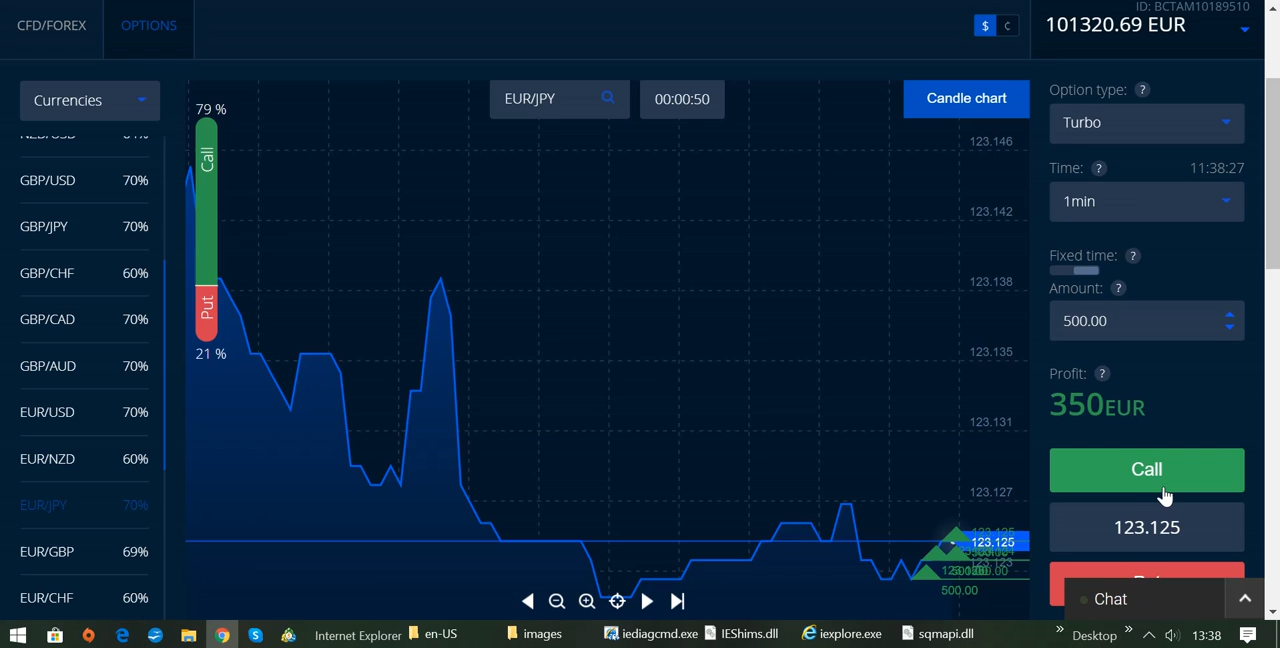 CFD/FOREX
OPTIONS
$
¢
ID: BCTAM10189510
101320.69 EUR
Currencies
79 %
Call
Put
21 %
EUR/JPY
00:00:50
Candle chart
NZD/USD
GBP/USD 70%
GBP/JPY 70%
GBP/CHF 60%
GBP/CAD 70%
GBP/AUD 70%
EUR/USD 70%
EUR/NZD 60%
EUR/JPY 70%
EUR/GBP 69%
EUR/CHF 60%
123.146
123.142
123.138
123.135
123.131
123.127
123.125
123.123
500.00
Option type: ?
Turbo
Time: ? 11:38:27
1min
Fixed time: ?
Amount: ?
500.00
Profit: ?
350EUR
Call
123.125
Chat
Internet Explorer
en-US
images
iediagcmd.exe
IEShims.dll
iexplore.exe
sqmapi.dll
Desktop
13:38